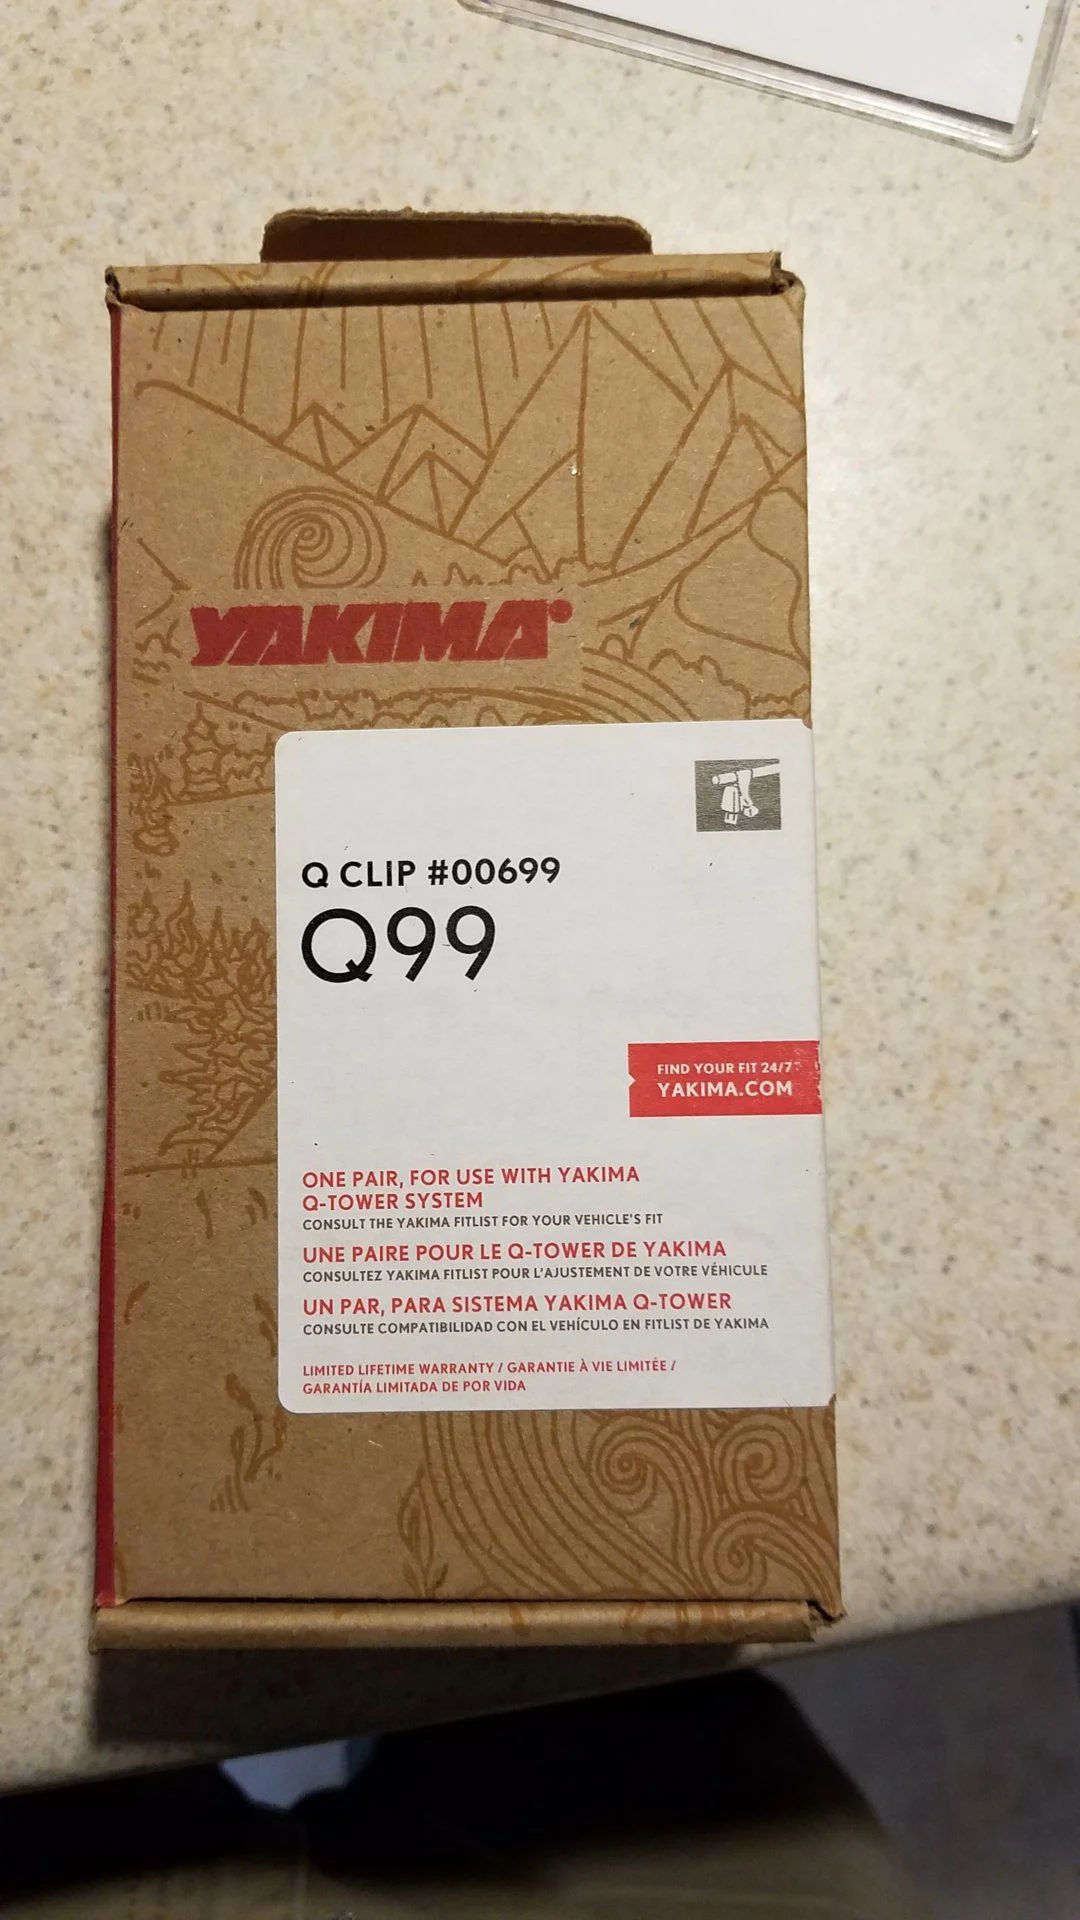 YAKIMA
Q CLIP #00699
Q99
FIND YOUR FIT 24/7
YAKIMA.COM
ONE PAIR, FOR USE WITH YAKIMA
Q-TOWER SYSTEM
CONSULT THE YAKIMA FITLIST FOR YOUR VEHICLE'S FIT
UNE PAIRE POUR LE Q-TOWER DE YAKIMA
CONSULTEZ YAKIMA FITLIST POUR L'AJUSTEMENT DE VOTRE VÉHICULE
UN PAR, PARA SISTEMA YAKIMA Q-TOWER
CONSULTE COMPATIBILIDAD CON EL VEHÍCULO EN FITLIST DE YAKIMA
LIMITED LIFETIME WARRANTY / GARANTIE À VIE LIMITÉE /
GARANTÍA LIMITADA DE POR VIDA